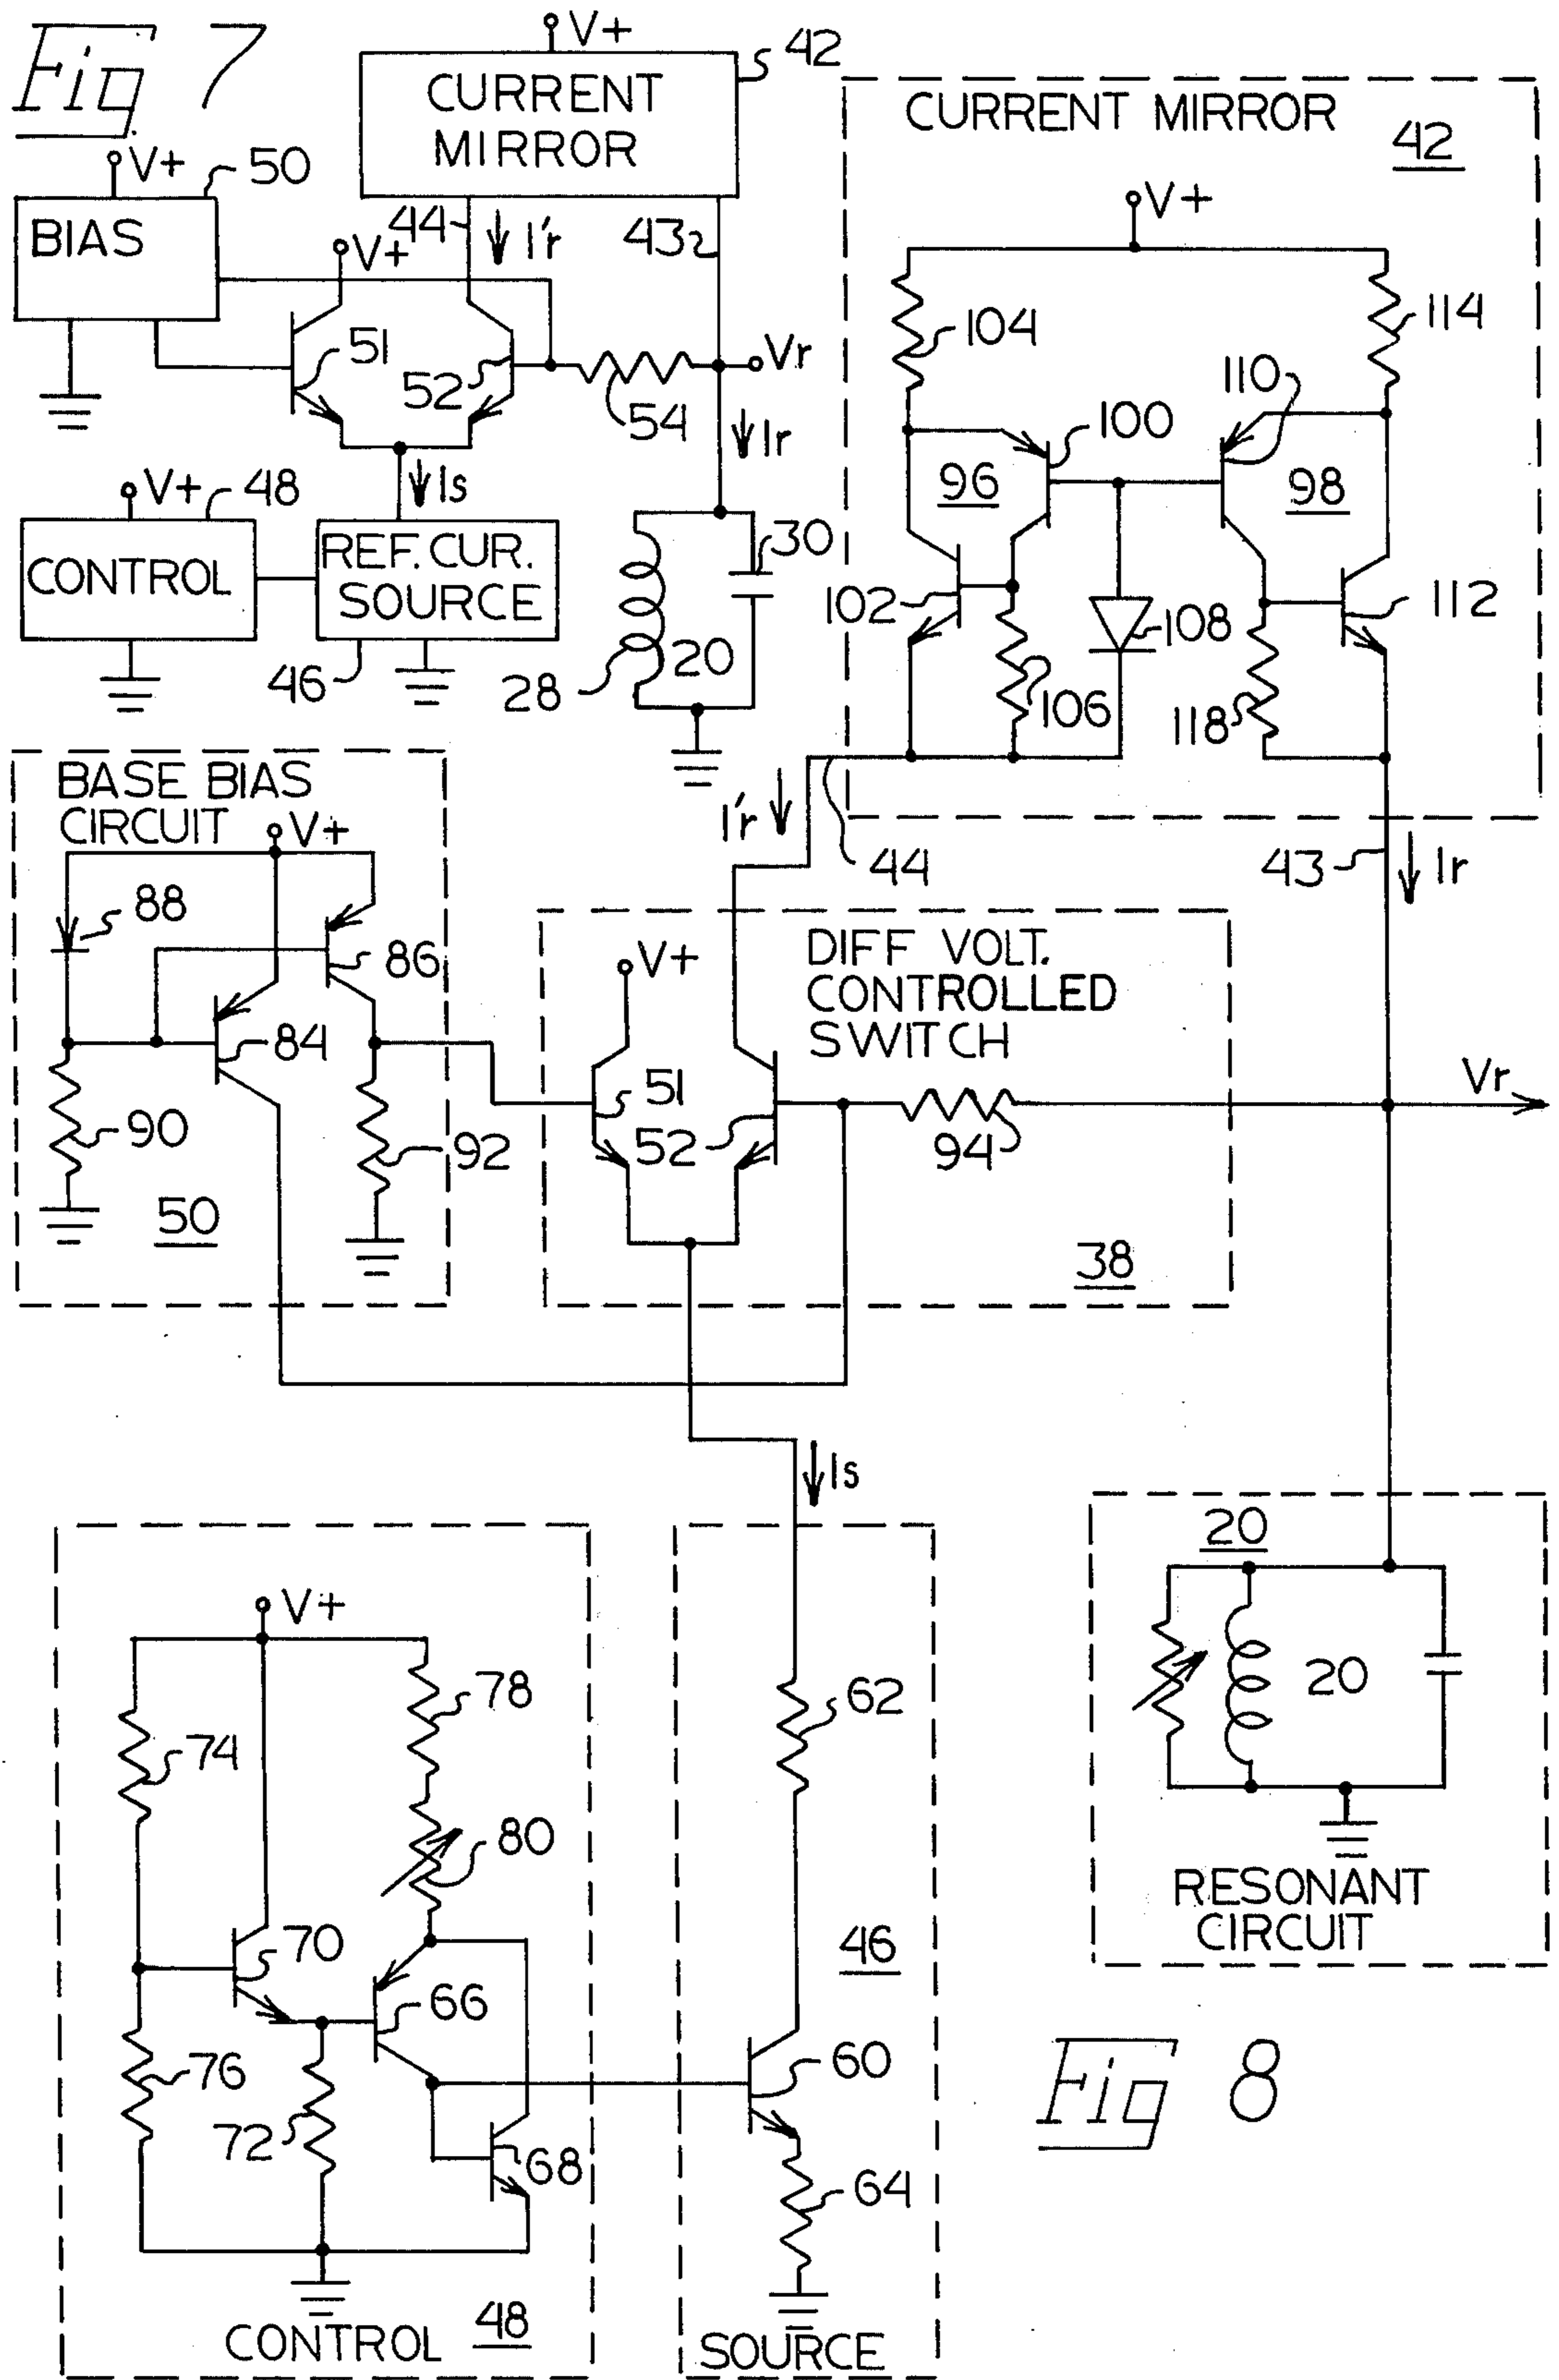 Fig 7
V+
CURRENT
MIRROR
42
V+
50
BIAS
44
I'r
43
V+
51
52
54
Vr
Ir
Is
V+
48
CONTROL
REF. CUR.
SOURCE
46
28
20
30
CURRENT MIRROR
42
V+
104
114
110
100
96
98
102
108
112
106
118
I'r
44
43
Ir
BASE BIAS
CIRCUIT
V+
88
86
84
90
92
50
DIFF VOLT.
CONTROLLED
SWITCH
V+
51
52
94
38
Vr
Is
V+
78
74
80
70
66
76
72
68
CONTROL
48
62
46
60
64
SOURCE
20
20
RESONANT
CIRCUIT
Fig 8